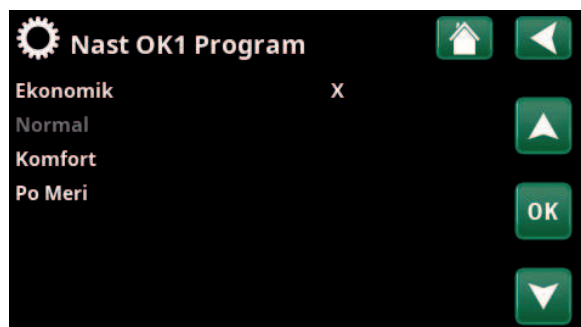 Nast OK1 Program
Ekonomik X
Normal
Komfort
Po Meri
OK